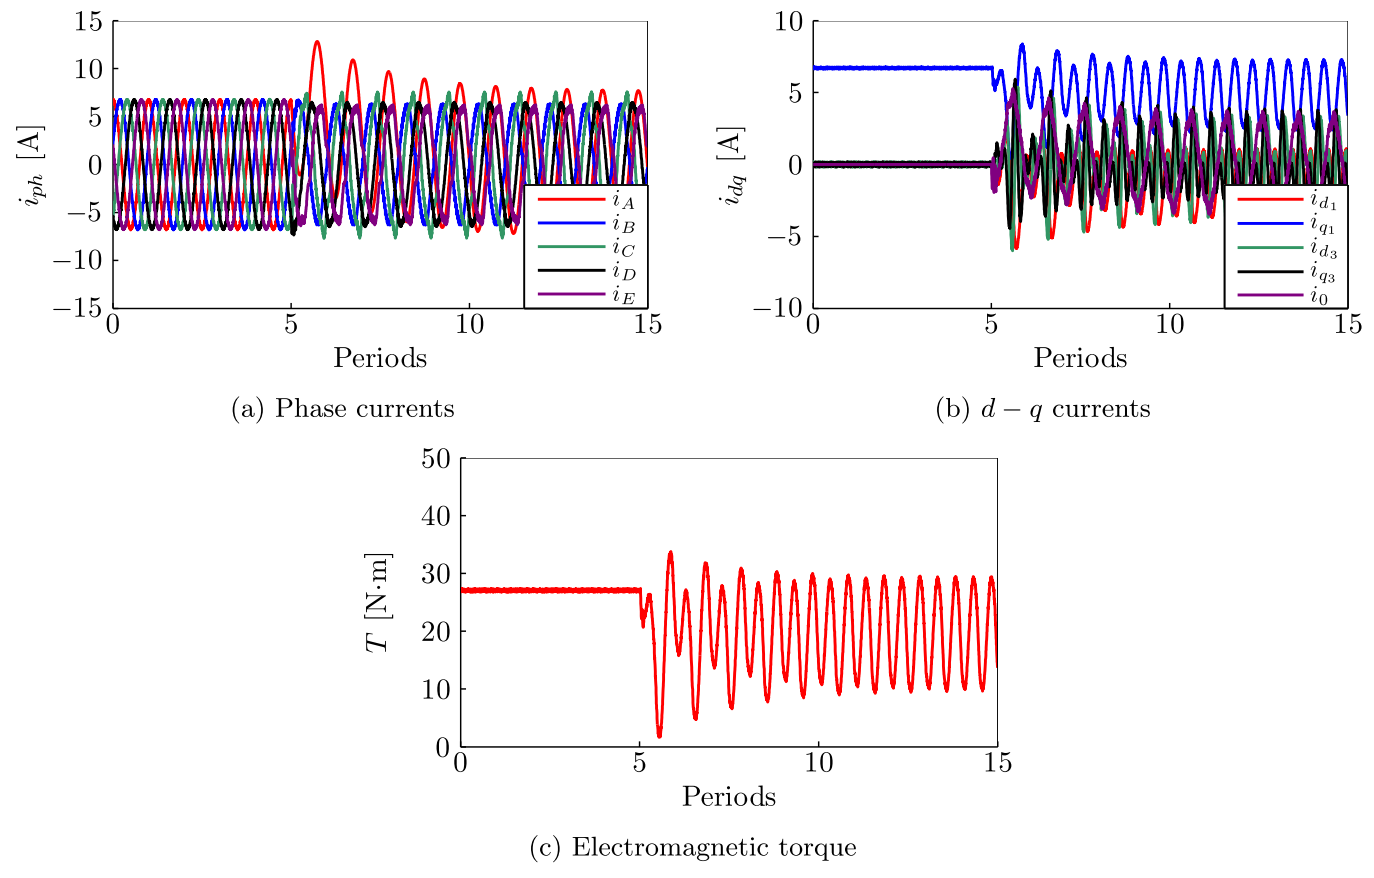 15
10
5
0
−5
−10
−15
i_ph [A]
0 5 10 15
Periods
i_A
i_B
i_C
i_D
i_E
(a) Phase currents
10
5
0
−5
−10
i_dq [A]
0 5 10 15
Periods
i_d1
i_q1
i_d3
i_q3
i_0
(b) d − q currents
50
40
30
20
10
0
T [N·m]
0 5 10 15
Periods
(c) Electromagnetic torque